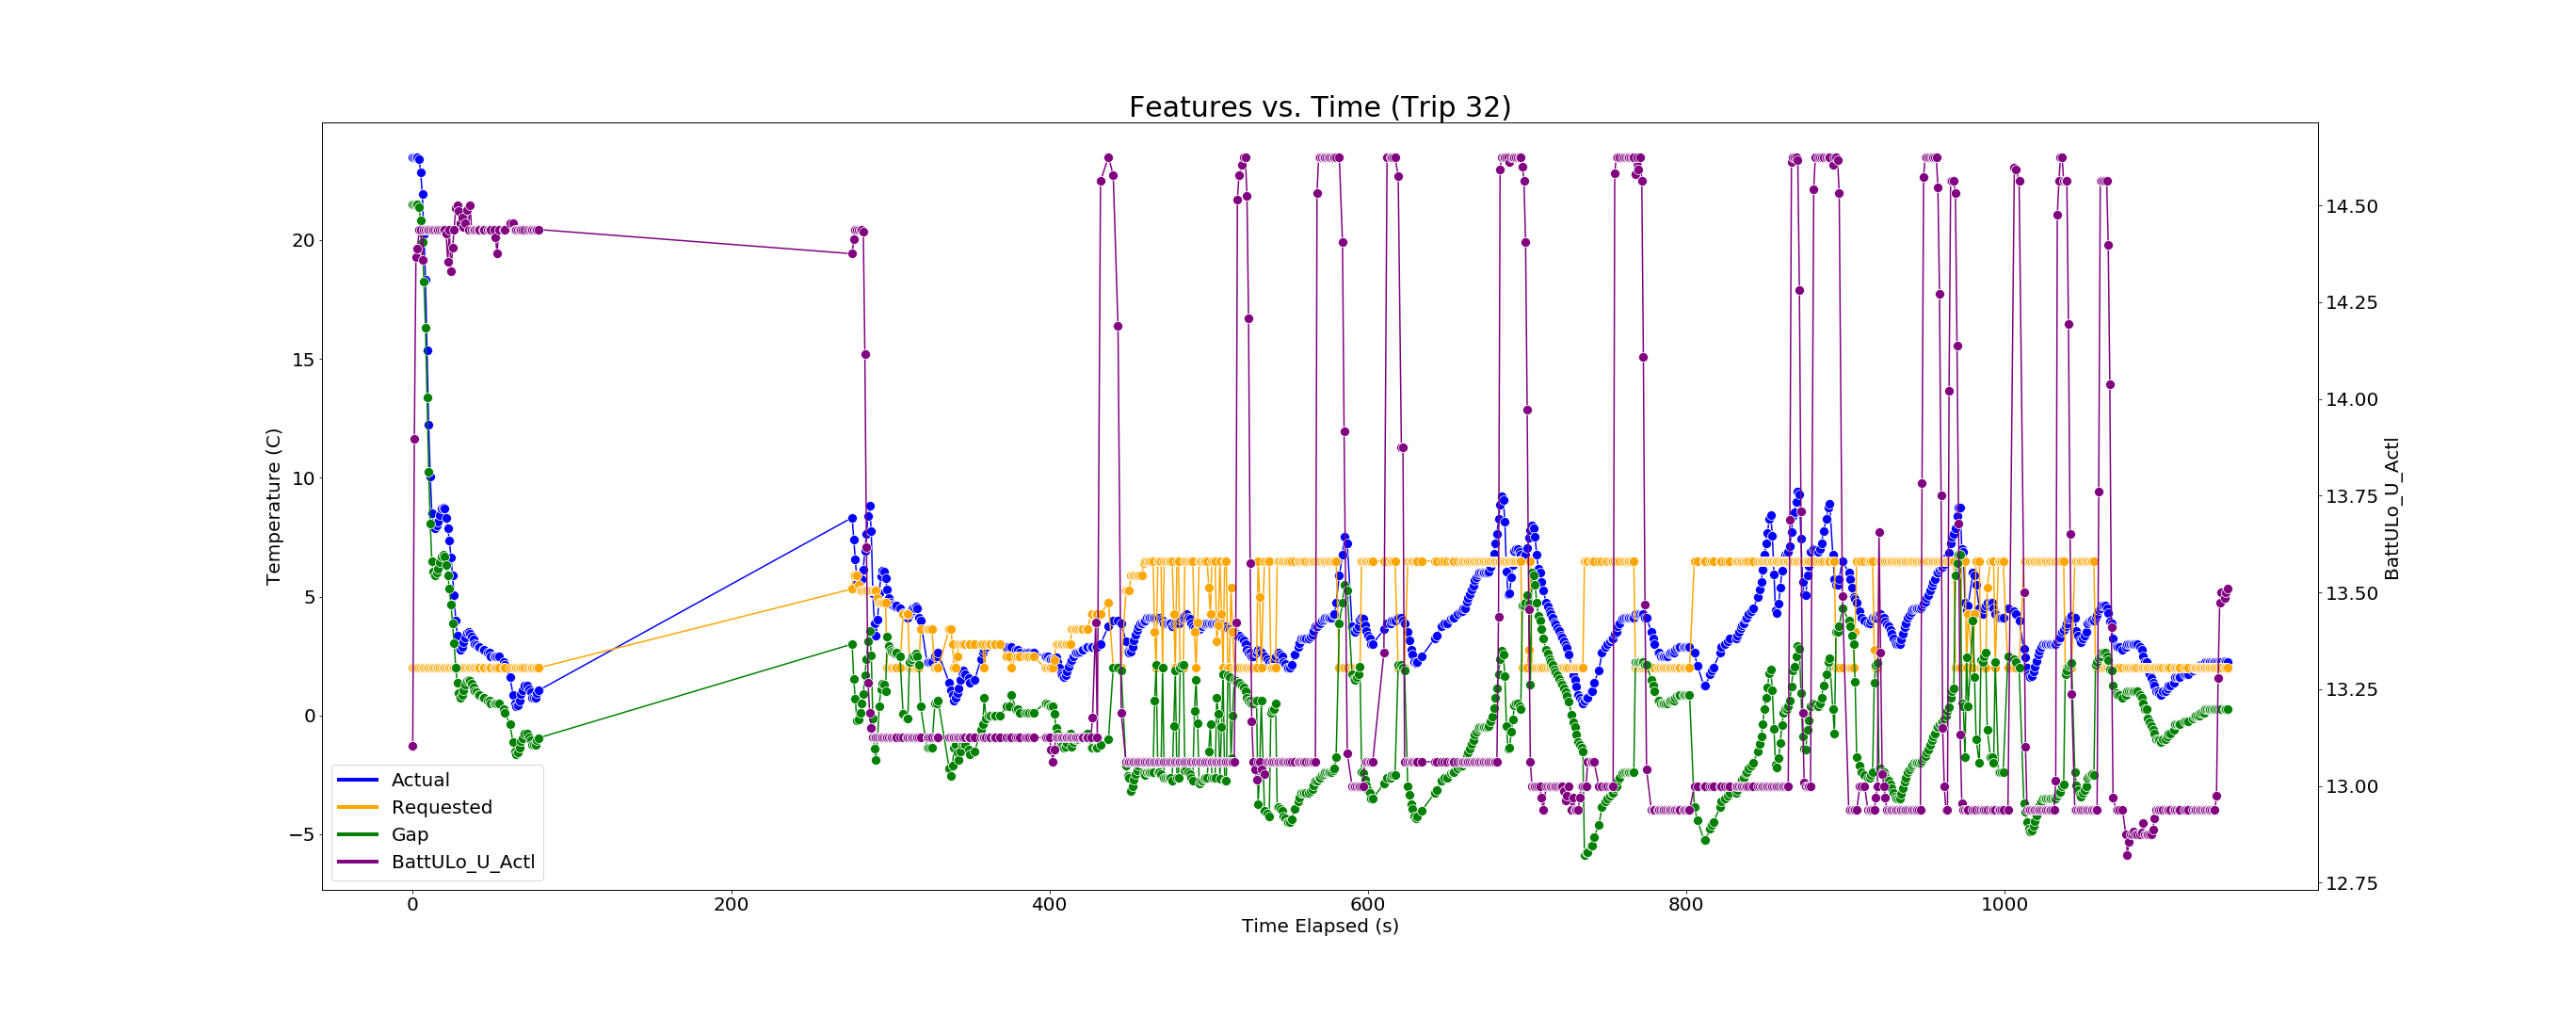 Features vs. Time (Trip 32)
Temperature (C)
20
15
10
5
0
−5
BattULo_U_Actl
14.50
14.25
14.00
13.75
13.50
13.25
13.00
12.75
Actual
Requested
Gap
BattULo_U_Actl
0 200 400 600 800 1000
Time Elapsed (s)